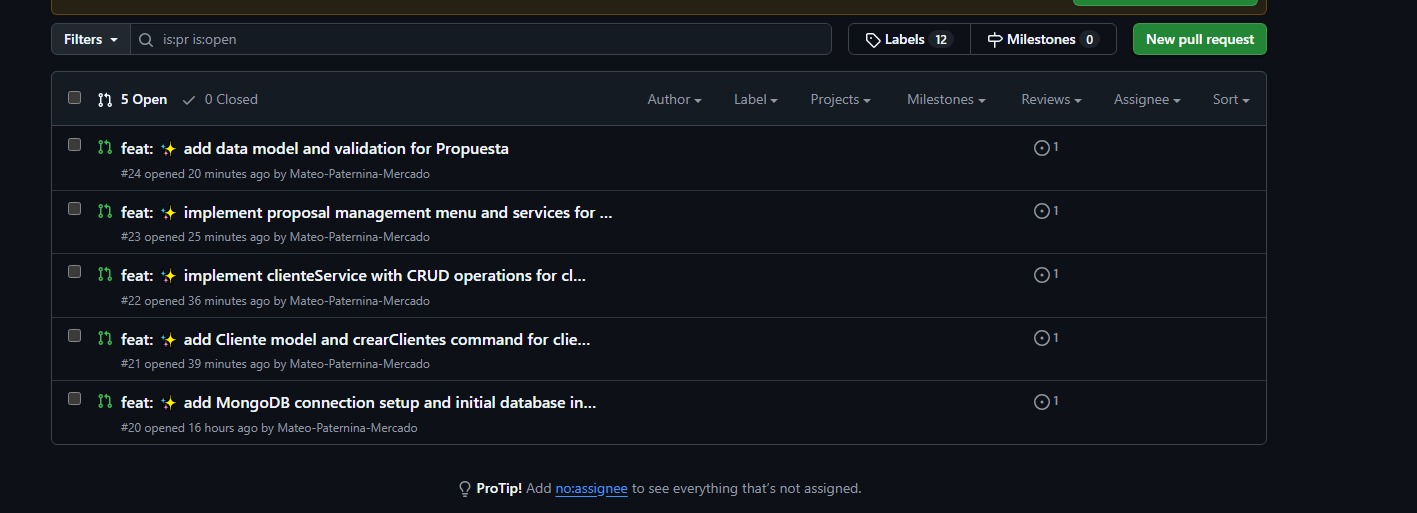 Filters is:pr is:open Labels 12 Milestones 0 New pull request
5 Open 0 Closed Author Label Projects Milestones Reviews Assignee Sort
feat: ✨ add data model and validation for Propuesta 1
#24 opened 20 minutes ago by Mateo-Paternina-Mercado
feat: ✨ implement proposal management menu and services for ... 1
#23 opened 25 minutes ago by Mateo-Paternina-Mercado
feat: ✨ implement clienteService with CRUD operations for cl... 1
#22 opened 36 minutes ago by Mateo-Paternina-Mercado
feat: ✨ add Cliente model and crearClientes command for clie... 1
#21 opened 39 minutes ago by Mateo-Paternina-Mercado
feat: ✨ add MongoDB connection setup and initial database in... 1
#20 opened 16 hours ago by Mateo-Paternina-Mercado
ProTip! Add no:assignee to see everything that's not assigned.